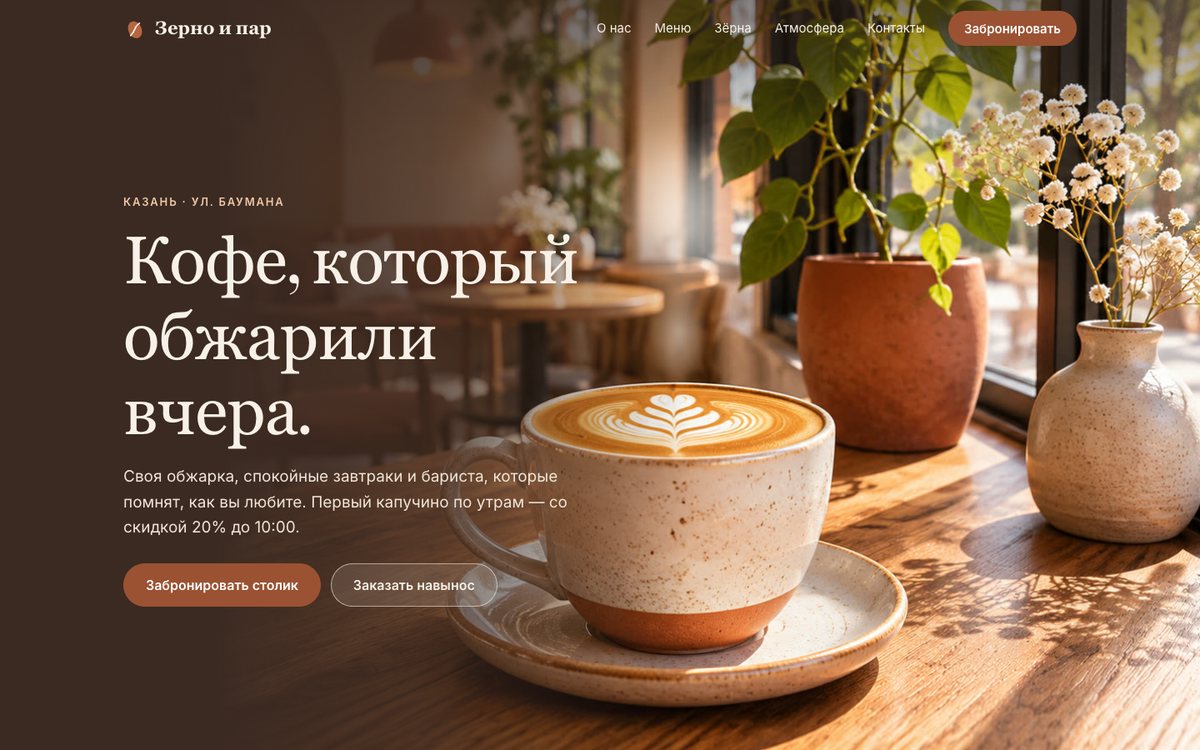 Зерно и пар
О нас
Меню
Зёрна
Атмосфера
Контакты
Забронировать
КАЗАНЬ · УЛ. БАУМАНА
Кофе, который
обжарили
вчера.
Своя обжарка, спокойные завтраки и бариста, которые
помнят, как вы любите. Первый капучино по утрам — со
скидкой 20% до 10:00.
Забронировать столик
Заказать навынос